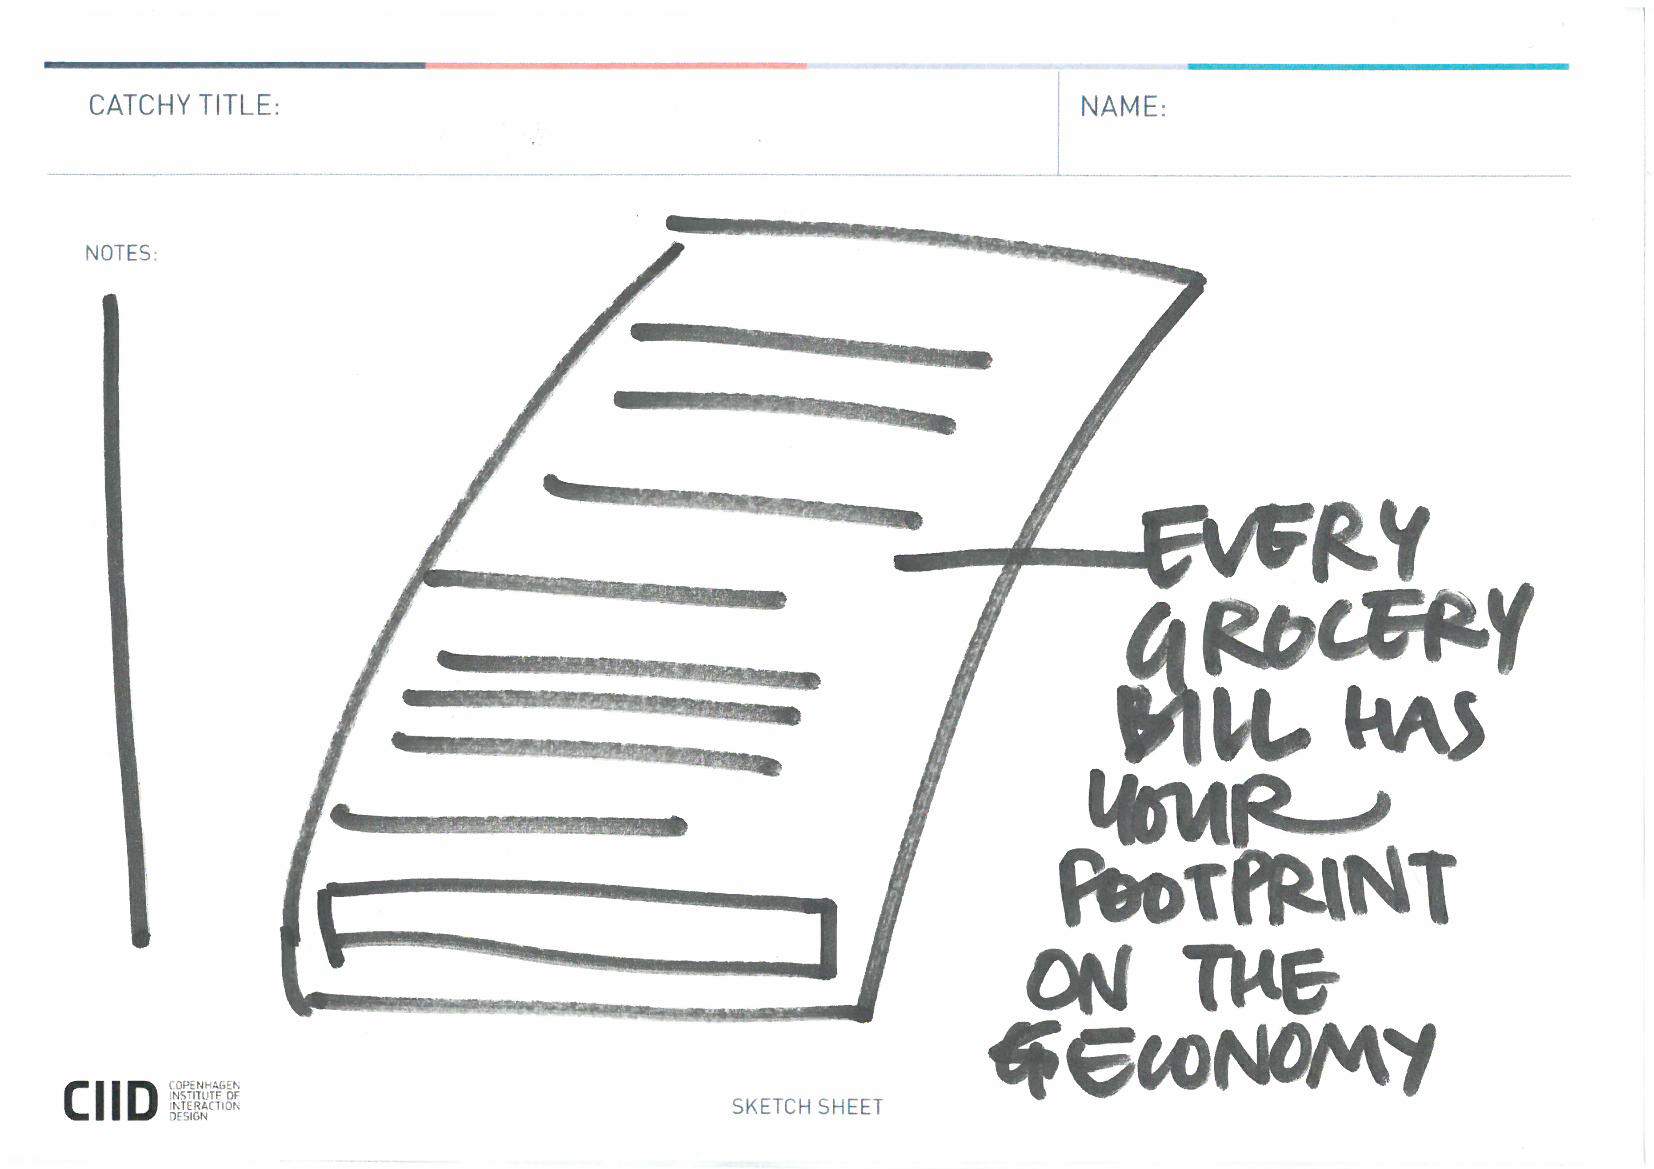 CATCHY TITLE:
NAME:
NOTES:
EVERY
GROCERY
BILL HAS
YOUR
FOOTPRINT
ON THE
ECONOMY
CIID
COPENHAGEN
INSTITUTE OF
INTERACTION
DESIGN
SKETCH SHEET